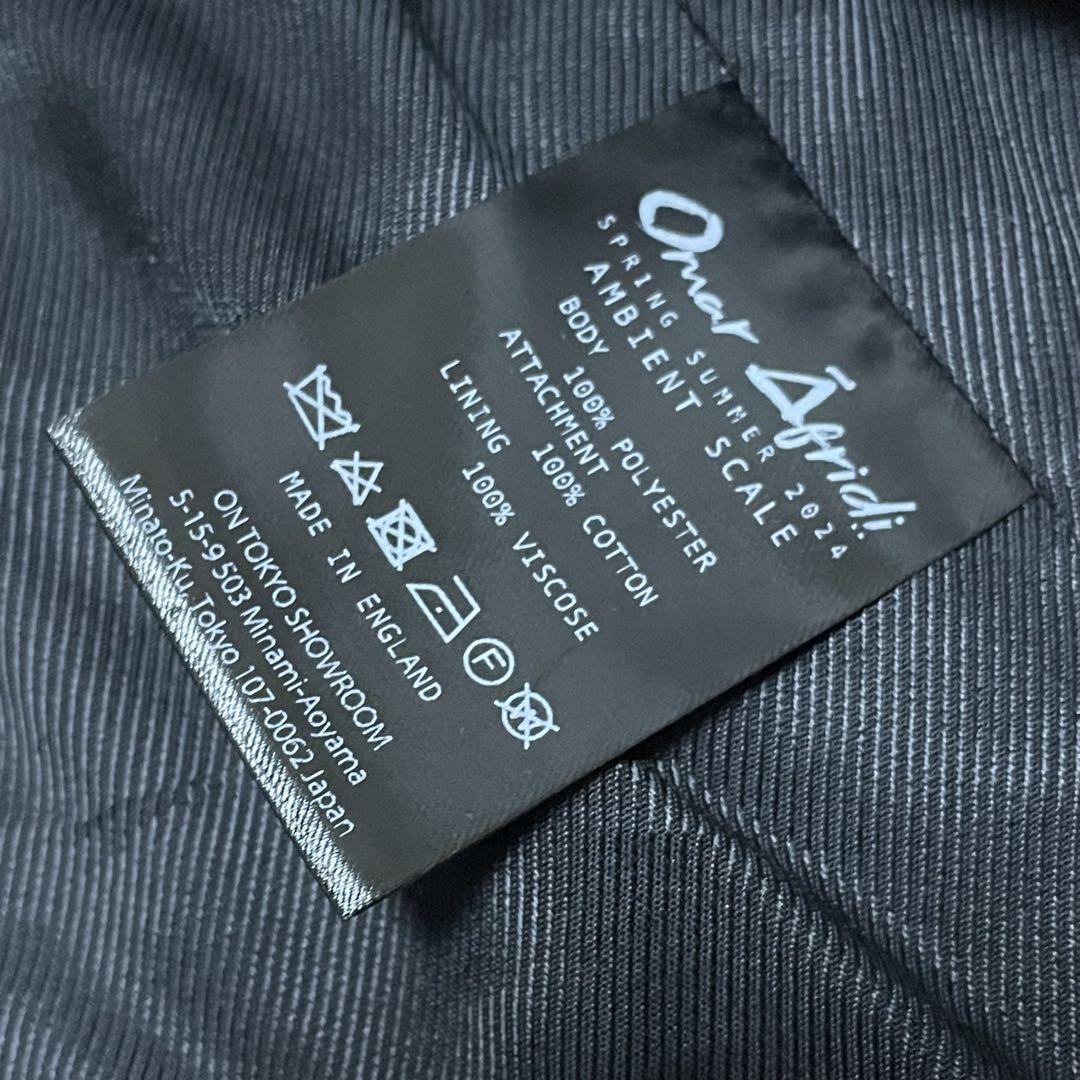 Omar Āfridi
SPRING SUMMER 2024
AMBIENT SCALE
BODY 100% POLYESTER
ATTACHMENT
100% COTTON
LINING 100% VISCOSE
F
W
MADE IN ENGLAND
ON TOKYO SHOWROOM
5-15-9 503 Minami-Aoyama
Minato-Ku, Tokyo 107-0062 Japan